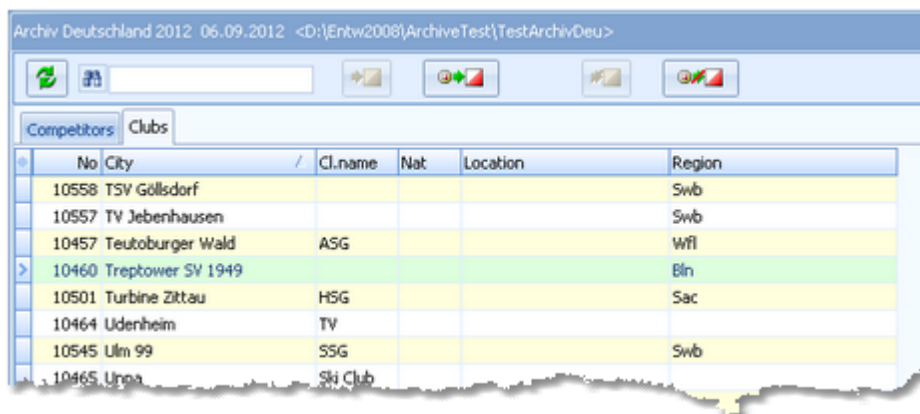 Archiv Deutschland 2012 06.09.2012 <D:\Entw2008\ArchiveTest\TestArchivDeu>
Competitors Clubs
No City Cl.name Nat Location Region
10558 TSV Göllsdorf Swb
10557 TV Jebenhausen Swb
10457 Teutoburger Wald ASG Wfl
10460 Treptower SV 1949 Bln
10501 Turbine Zittau HSG Sac
10464 Udenheim TV
10545 Ulm 99 SSG Swb
10465 Unna Ski Club